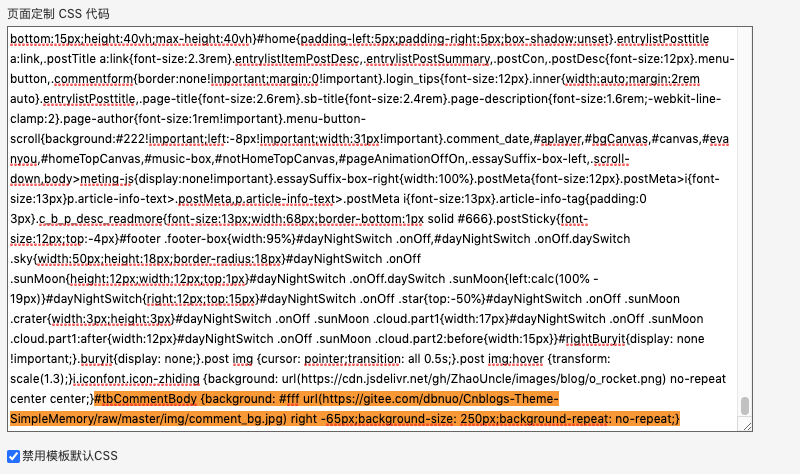 页面定制 CSS 代码
bottom:15px;height:40vh;max-height:40vh}#home{padding-left:5px;padding-right:5px;box-shadow:unset}.entrylistPosttitle
a:link,.postTitle a:link{font-size:2.3rem}.entrylistItemPostDesc,.entrylistPostSummary,.postCon,.postDesc{font-size:12px}.menu-
button,.commentform{border:none!important;margin:0!important}.login_tips{font-size:12px}.inner{width:auto;margin:2rem
auto}.entrylistPosttitle,.page-title{font-size:2.6rem}.sb-title{font-size:2.4rem}.page-description{font-size:1.6rem;-webkit-line-
clamp:2}.page-author{font-size:1rem!important}.menu-button-
scroll{background:#222!important;left:-8px!important;width:31px!important}.comment_date,#aplayer,#bgCanvas,#canvas,#eva
nyou,#homeTopCanvas,#music-box,#notHomeTopCanvas,#pageAnimationOffOn,.essaySuffix-box-left,.scroll-
down,body>meting-js{display:none!important}.essaySuffix-box-right{width:100%}.postMeta{font-size:12px}.postMeta>i{font-
size:13px}p.article-info-text>.postMeta,p.article-info-text>.postMeta i{font-size:13px}.article-info-tag{padding:0
3px}.c_b_p_desc_readmore{font-size:13px;width:68px;border-bottom:1px solid #666}.postSticky{font-
size:12px;top:-4px}#footer .footer-box{width:95%}#dayNightSwitch .onOff,#dayNightSwitch .onOff.daySwitch
.sky{width:50px;height:18px;border-radius:18px}#dayNightSwitch .onOff
.sunMoon{height:12px;width:12px;top:1px}#dayNightSwitch .onOff.daySwitch .sunMoon{left:calc(100% -
19px)}#dayNightSwitch{right:12px;top:15px}#dayNightSwitch .onOff .star{top:-50%}#dayNightSwitch .onOff .sunMoon
.crater{width:3px;height:3px}#dayNightSwitch .onOff .sunMoon .cloud.part1{width:17px}#dayNightSwitch .onOff .sunMoon
.cloud.part1:after{width:12px}#dayNightSwitch .onOff .sunMoon .cloud.part2:before{width:15px}}#rightBuryit{display: none
!important;}.buryit{display: none;}.post img {cursor: pointer;transition: all 0.5s;}.post img:hover {transform:
scale(1.3);}i.iconfont.icon-zhiding {background: url(https://cdn.jsdelivr.net/gh/ZhaoUncle/images/blog/o_rocket.png) no-repeat
center center;}#tbCommentBody {background: #fff url(https://gitee.com/dbnuo/Cnblogs-Theme-
SimpleMemory/raw/master/img/comment_bg.jpg) right -65px;background-size: 250px;background-repeat: no-repeat;}
禁用模板默认CSS